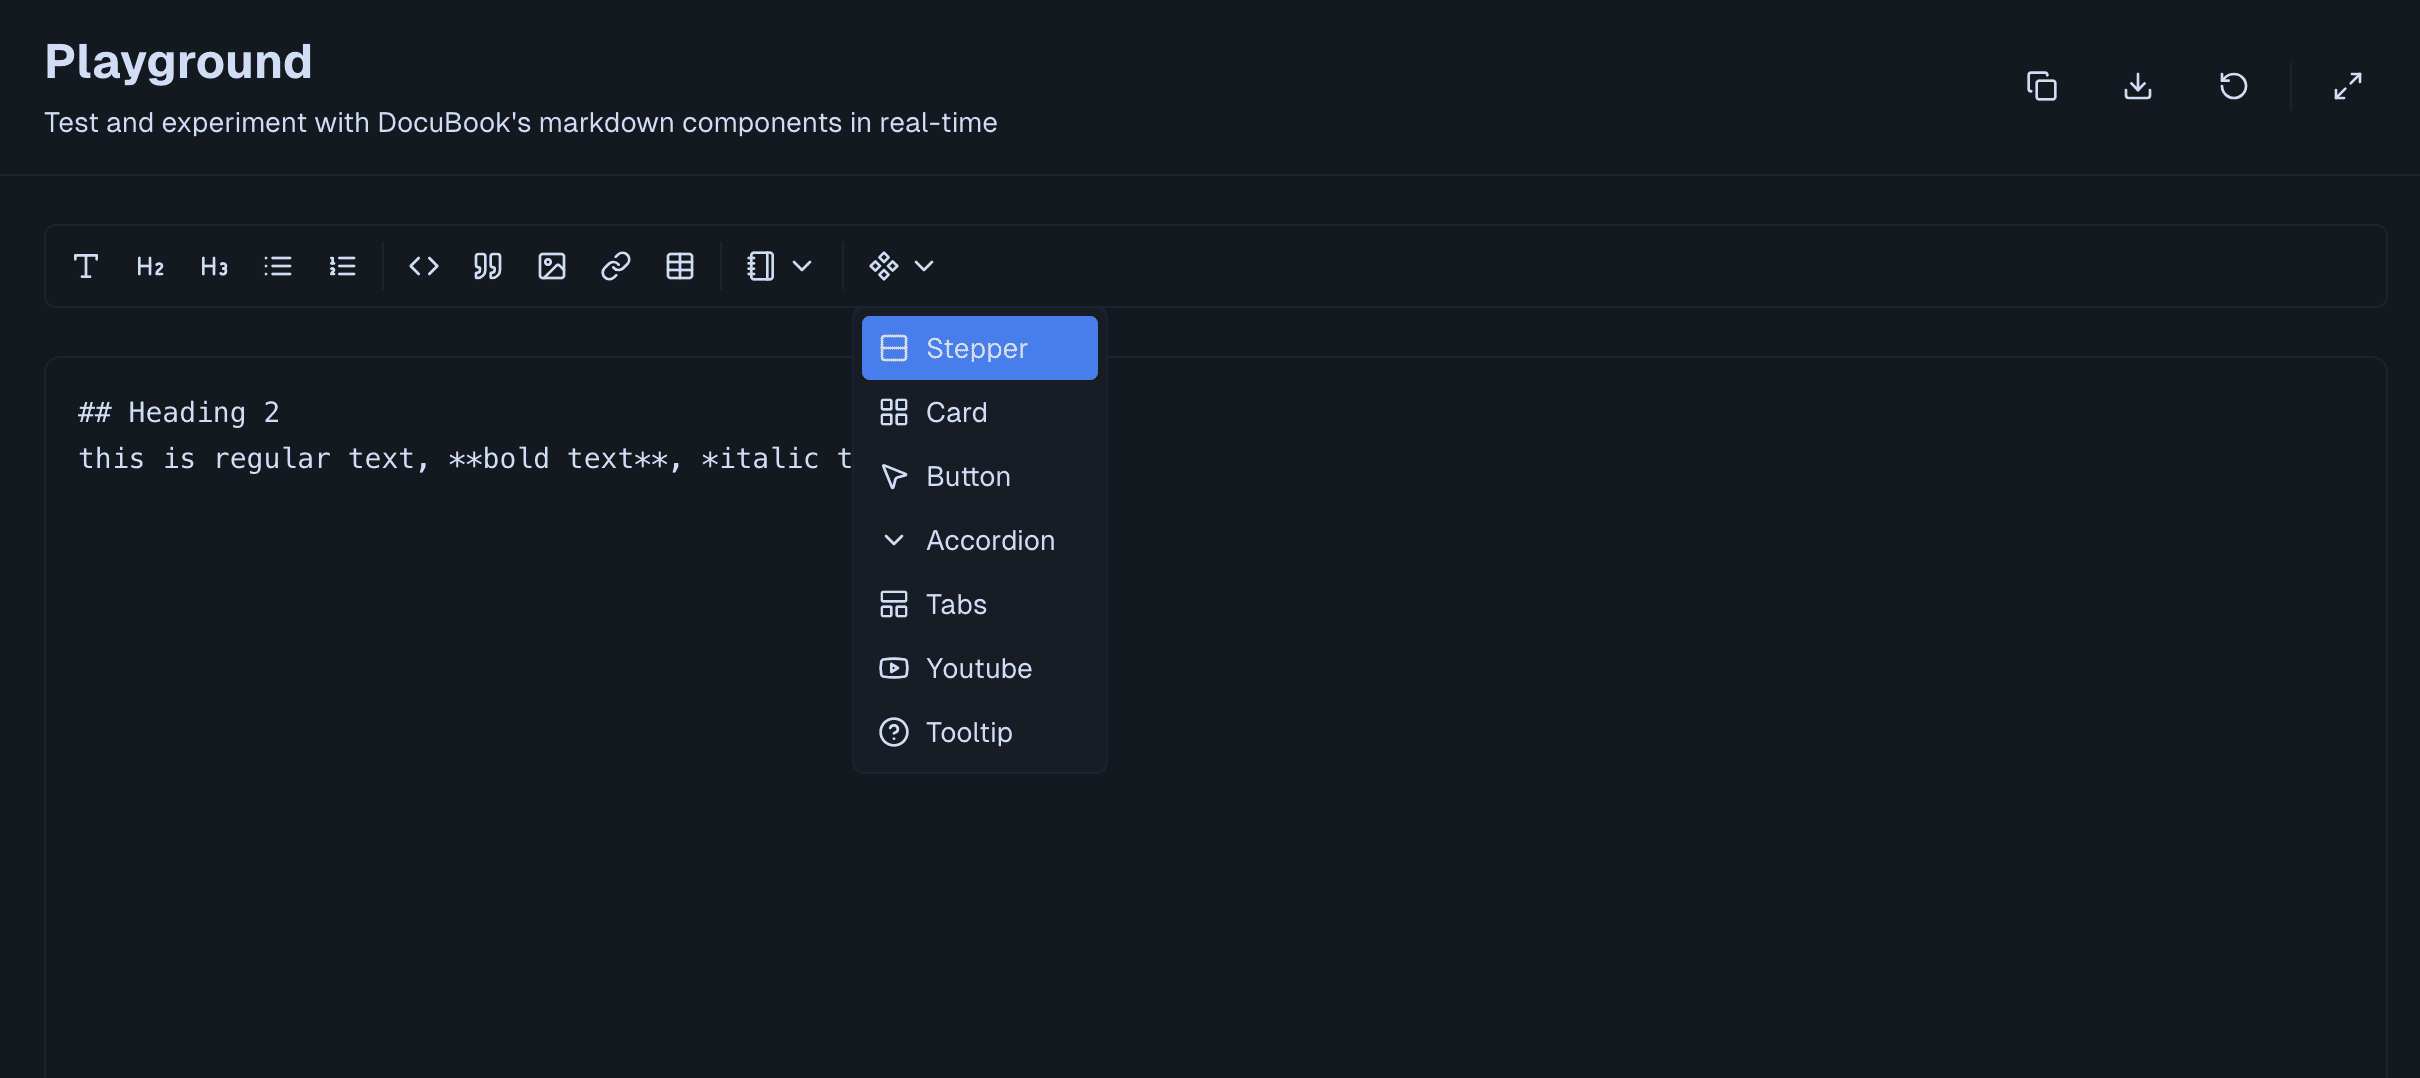 Playground
Test and experiment with DocuBook's markdown components in real-time
H2 H3
Stepper
Card
Button
Accordion
Tabs
Youtube
Tooltip
## Heading 2
this is regular text, **bold text**, *italic t